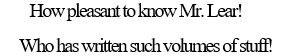 How pleasant to know Mr. Lear!
Who has written such volumes of stuff!